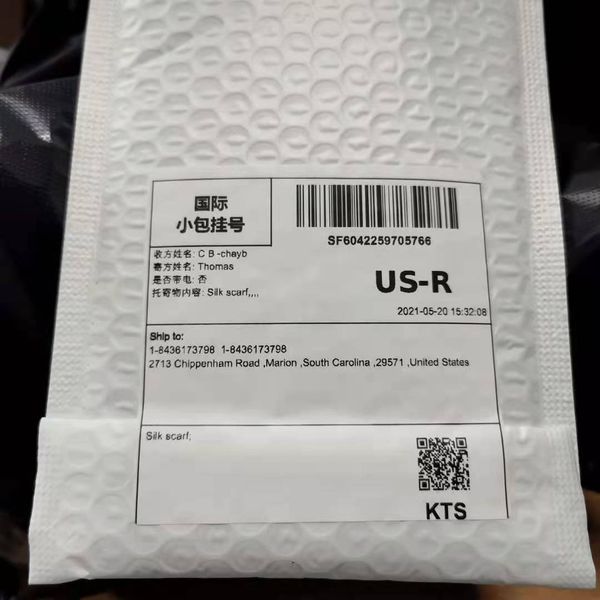 国际
小包挂号
SF6042259705766
收方姓名: C B -chayb
寄方姓名: Thomas
是否带电: 否
托寄物内容: Silk scarf,,,,
US-R
2021-05-20 15:32:08
Ship to:
1-8436173798 1-8436173798
2713 Chippenham Road ,Marion ,South Carolina ,29571 ,United States
Silk scarf;
KTS